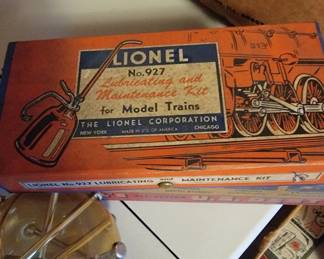 LIONEL
No. 927
Lubricating and
Maintenance Kit
for Model Trains
THE LIONEL CORPORATION
NEW YORK MADE IN U.S. OF AMERICA CHICAGO
LIONEL No. 927 LUBRICATING and MAINTENANCE KIT